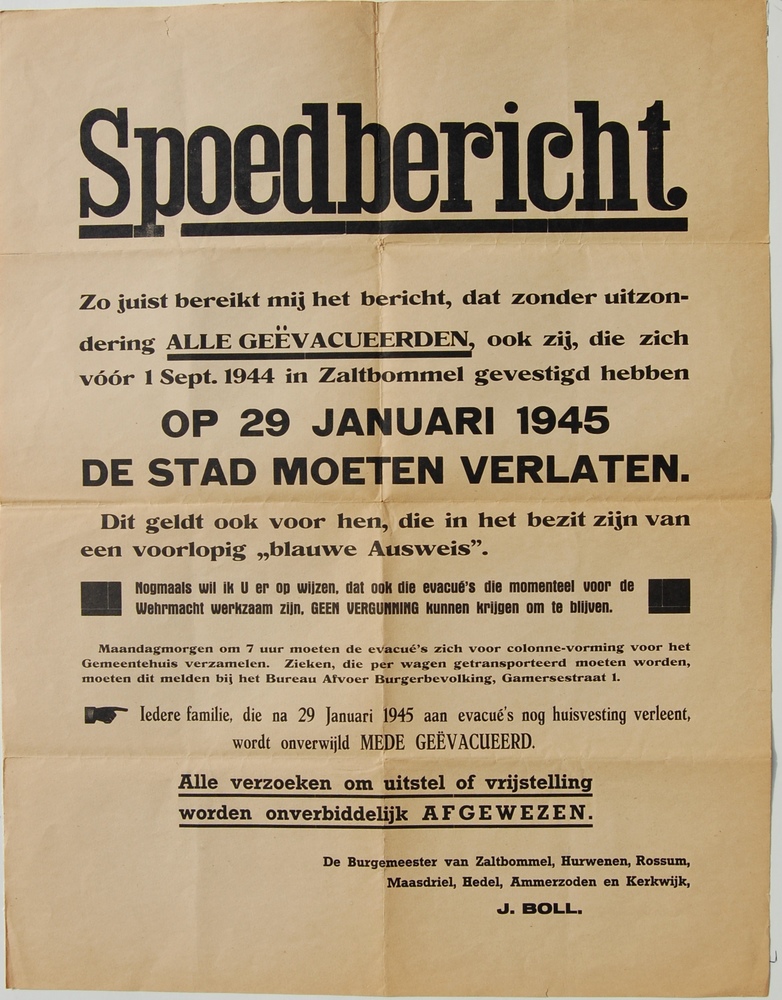 Spoedbericht.
Zo juist bereikt mij het bericht, dat zonder uitzon-
dering ALLE GEËVACUEERDEN, ook zij, die zich
vóór 1 Sept. 1944 in Zaltbommel gevestigd hebben
OP 29 JANUARI 1945
DE STAD MOETEN VERLATEN.
Dit geldt ook voor hen, die in het bezit zijn van
een voorlopig „blauwe Ausweis”.
Nogmaals wil ik U er op wijzen, dat ook die evacué's die momenteel voor de
Wehrmacht werkzaam zijn, GEEN VERGUNNING kunnen krijgen om te blijven.
Maandagmorgen om 7 uur moeten de evacué's zich voor colonne-vorming voor het
Gemeentehuis verzamelen. Zieken, die per wagen getransporteerd moeten worden,
moeten dit melden bij het Bureau Afvoer Burgerbevolking, Gamersestraat 1.
Iedere familie, die na 29 Januari 1945 aan evacué's nog huisvesting verleent,
wordt onverwijld MEDE GEËVACUEERD.
Alle verzoeken om uitstel of vrijstelling
worden onverbiddelijk AFGEWEZEN.
De Burgemeester van Zaltbommel, Hurwenen, Rossum,
Maasdriel, Hedel, Ammerzoden en Kerkwijk,
J. BOLL.